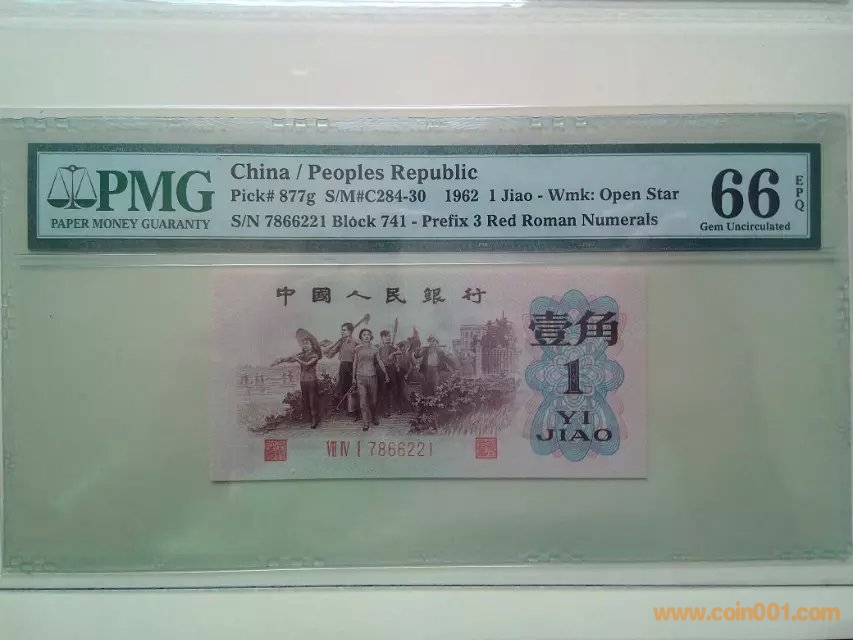 PMG
PAPER MONEY GUARANTY
China / Peoples Republic
Pick# 877g S/M#C284-30 1962 1 Jiao - Wmk: Open Star
S/N 7866221 Block 741 - Prefix 3 Red Roman Numerals
66
EPQ
Gem Uncirculated
中國人民銀行
壹角
1
YI
JIAO
VII IV I 7866221
www.coin001.com